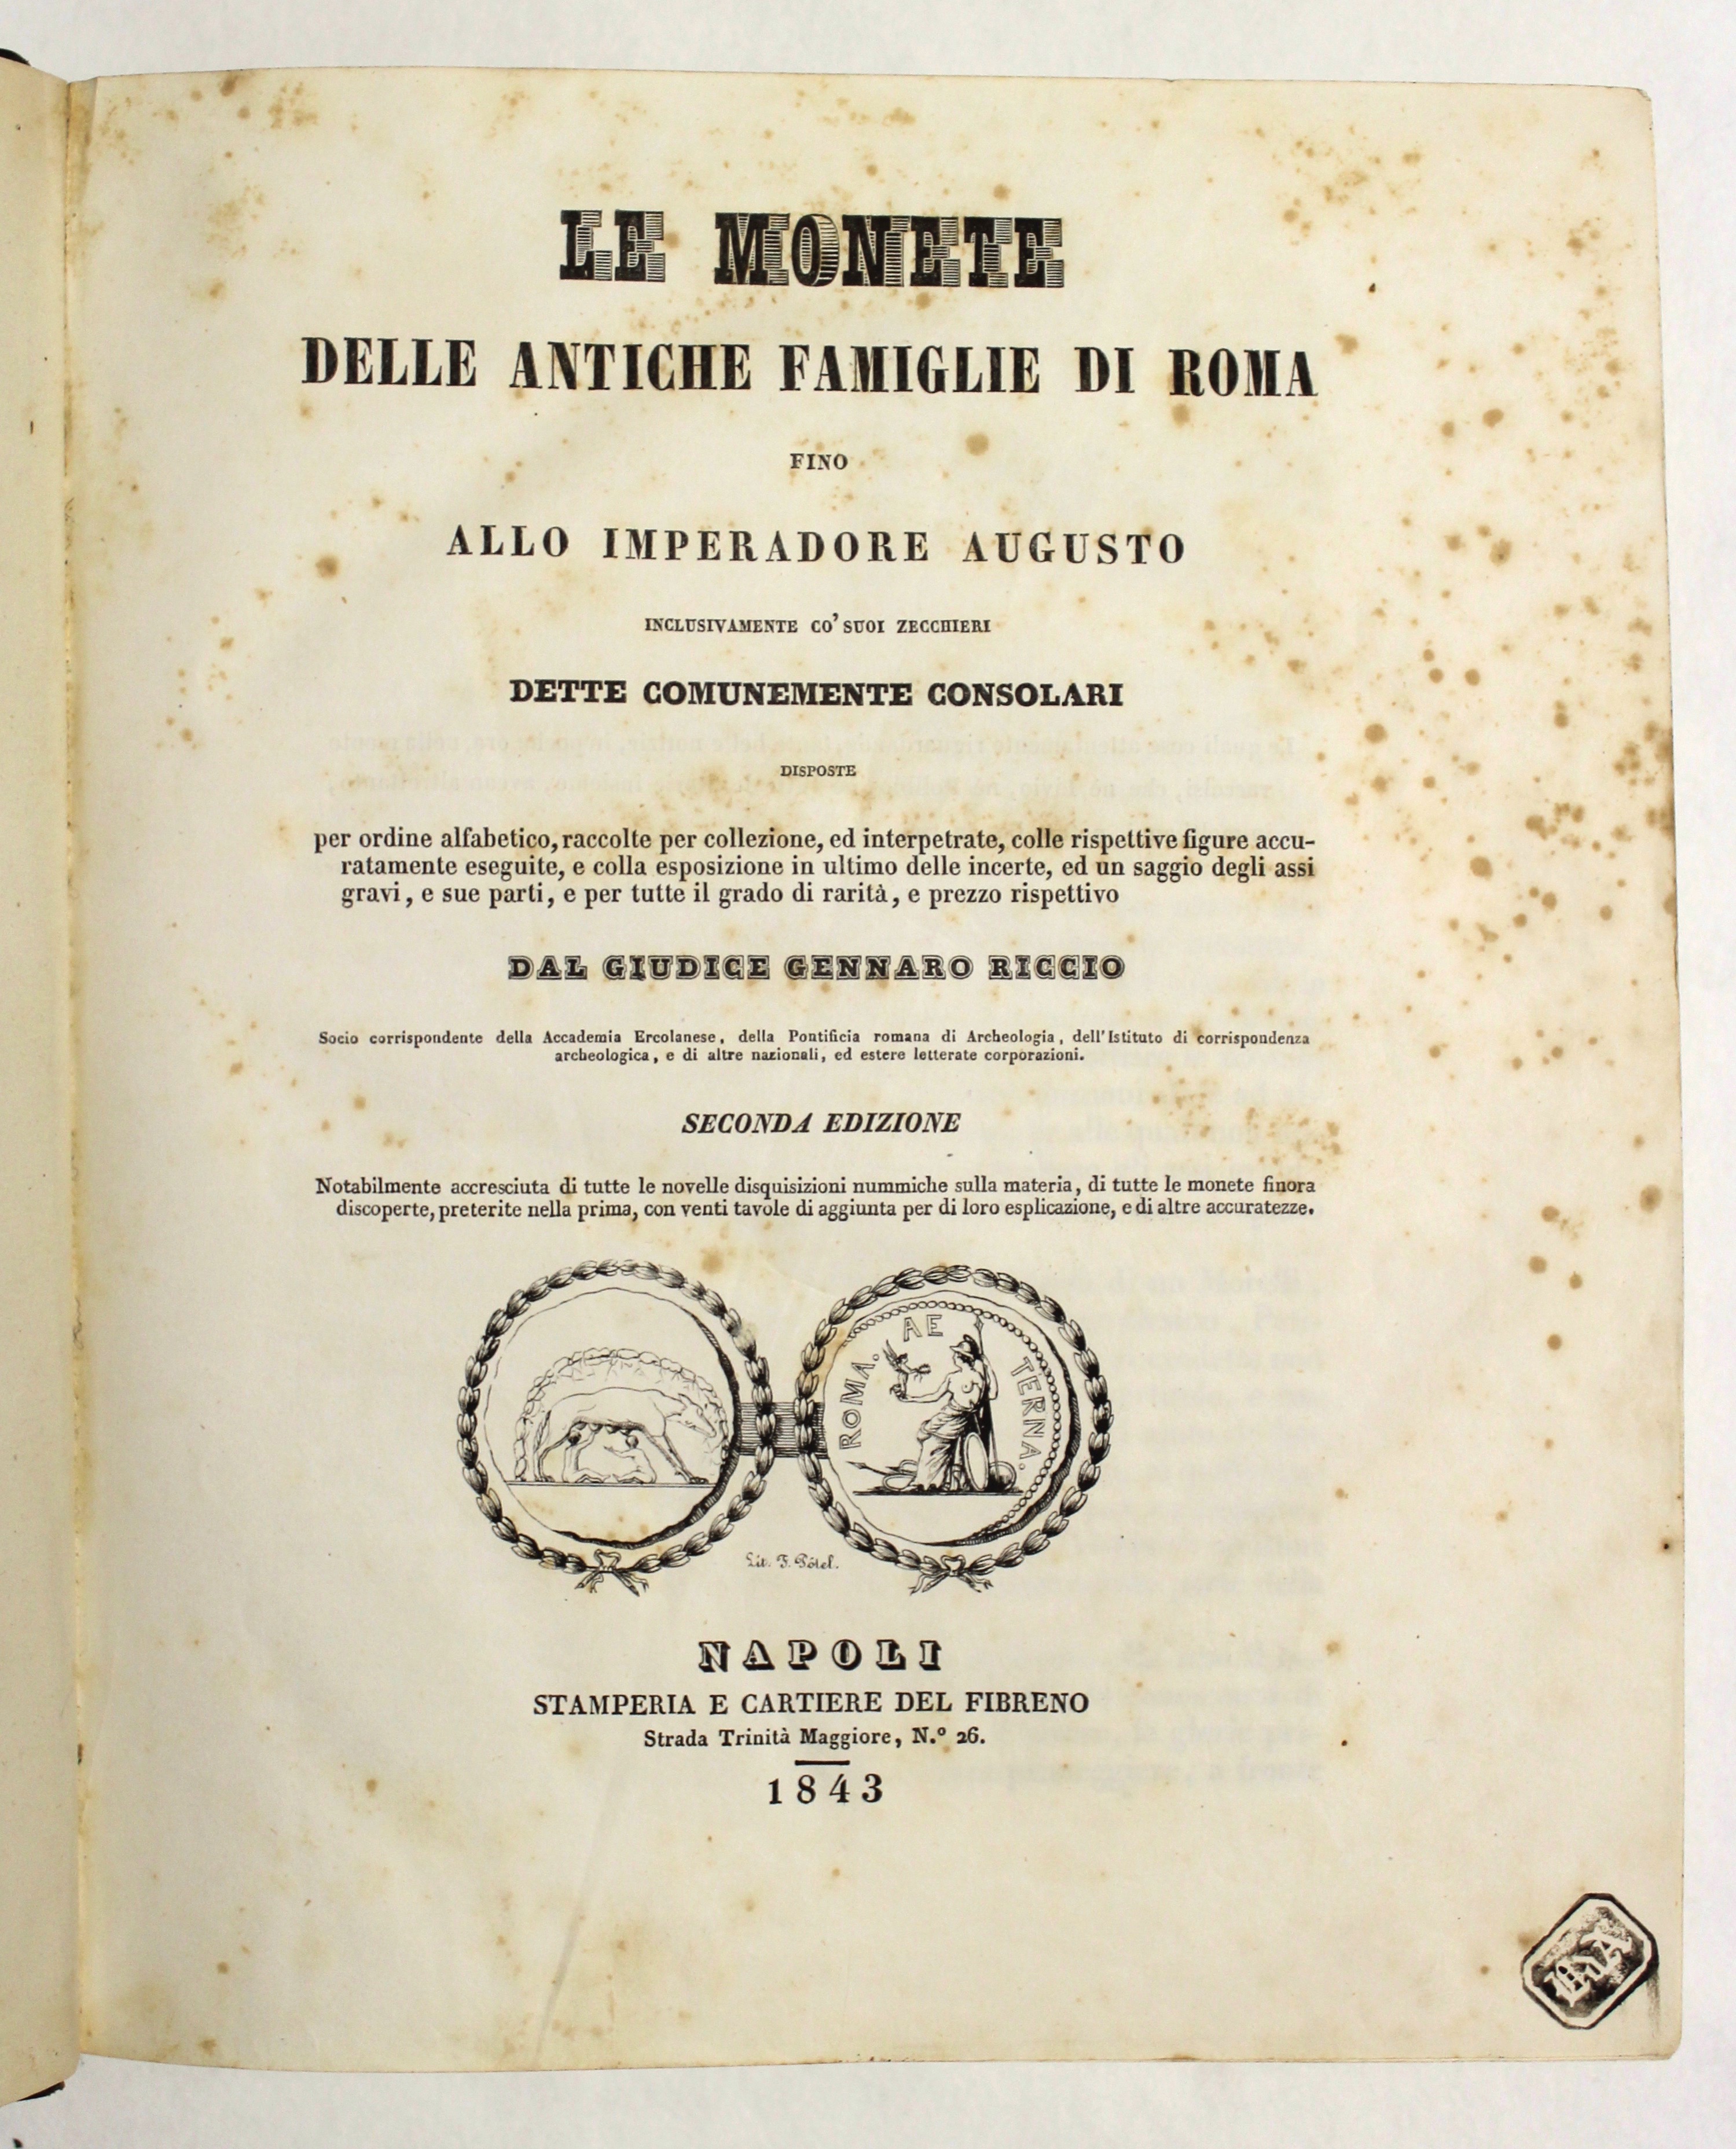 LE MONETE
DELLE ANTICHE FAMIGLIE DI ROMA
FINO
ALLO IMPERADORE AUGUSTO
INCLUSIVAMENTE CO' SUOI ZECCHIERI
DETTE COMUNEMENTE CONSOLARI
DISPOSTE
per ordine alfabetico, raccolte per collezione, ed interpetrate, colle rispettive figure accu-
ratamente eseguite, e colla esposizione in ultimo delle incerte, ed un saggio degli assi
gravi, e sue parti, e per tutte il grado di rarità, e prezzo rispettivo
DAL GIUDICE GENNARO RICCIO
Socio corrispondente della Accademia Ercolanese, della Pontificia romana di Archeologia, dell'Istituto di corrispondenza
archeologica, e di altre nazionali, ed estere letterate corporazioni.
SECONDA EDIZIONE
Notabilmente accresciuta di tutte le novelle disquisizioni nummiche sulla materia, di tutte le monete finora
discoperte, preterite nella prima, con venti tavole di aggiunta per di loro esplicazione, e di altre accuratezze.
ROMA. AE TERNA.
Lit. F.
NAPOLI
STAMPERIA E CARTIERE DEL FIBRENO
Strada Trinità Maggiore, N.º 26.
1843